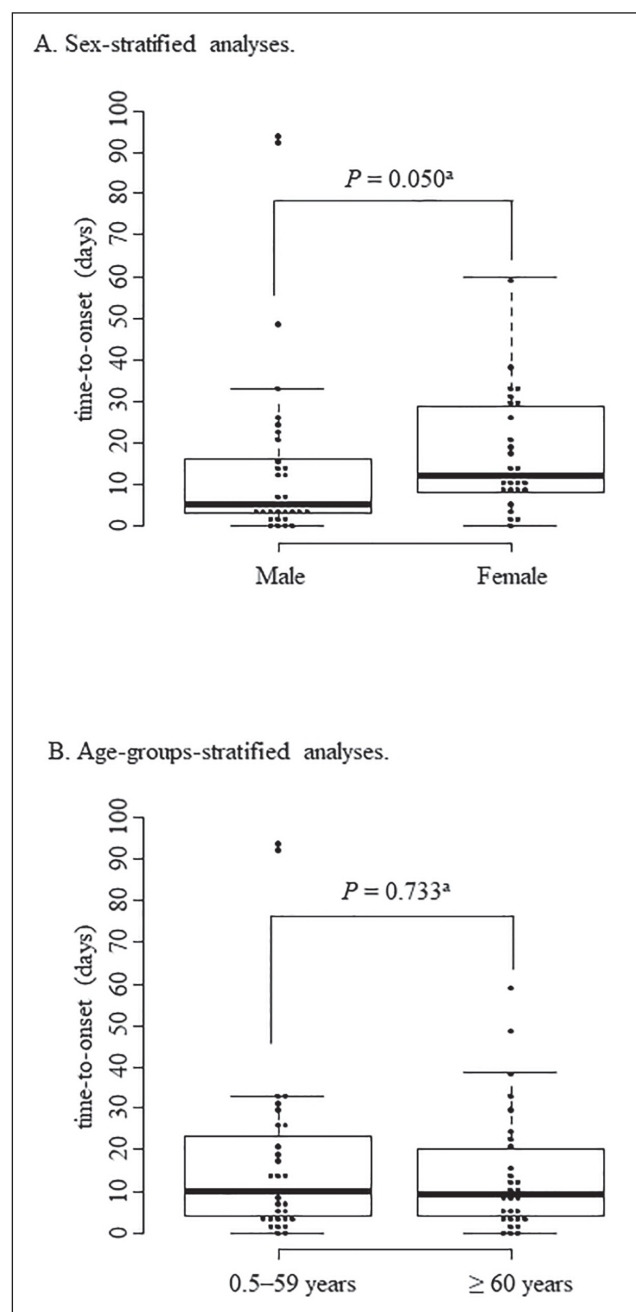 A. Sex-stratified analyses.
100
90
80
70
60
50
40
30
20
10
0
time-to-onset (days)
P = 0.050ᵃ
Male Female
B. Age-groups-stratified analyses.
100
90
80
70
60
50
40
30
20
10
0
time-to-onset (days)
P = 0.733ᵃ
0.5–59 years ≥ 60 years